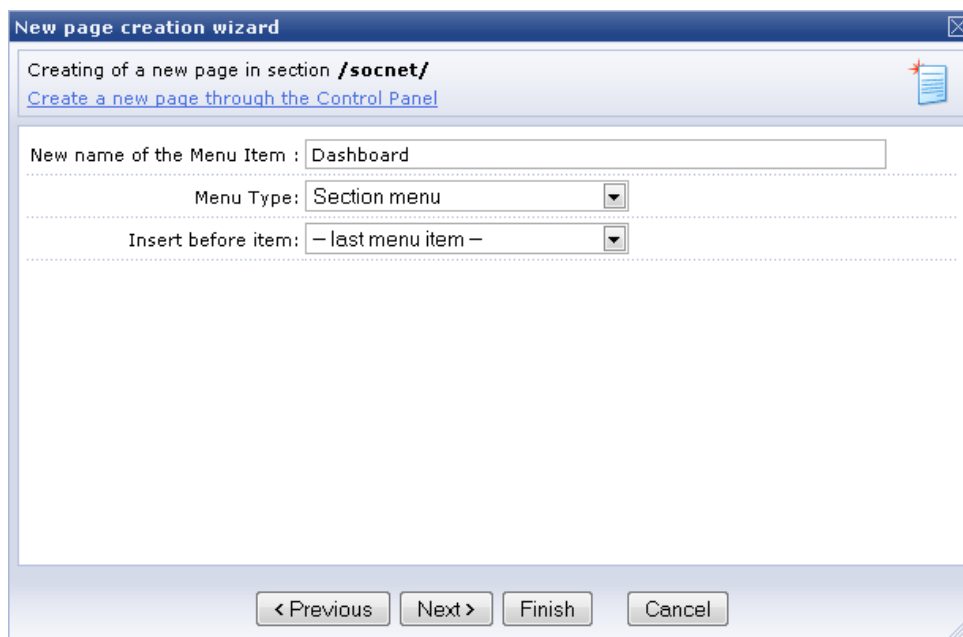 New page creation wizard
Creating of a new page in section /socnet/
Create a new page through the Control Panel
New name of the Menu Item : Dashboard
Menu Type: Section menu
Insert before item: – last menu item –
< Previous Next > Finish Cancel